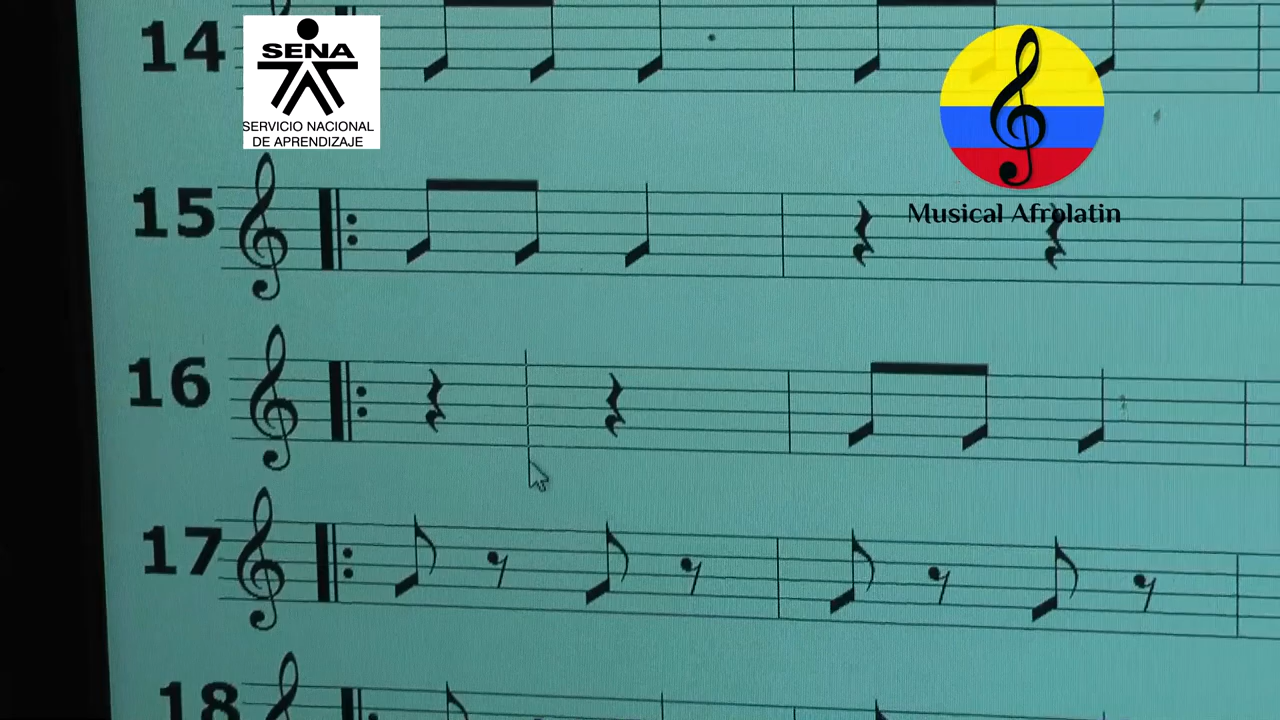 14
SENA
SERVICIO NACIONAL
DE APRENDIZAJE
Musical Afrolatin
15
16
17
18